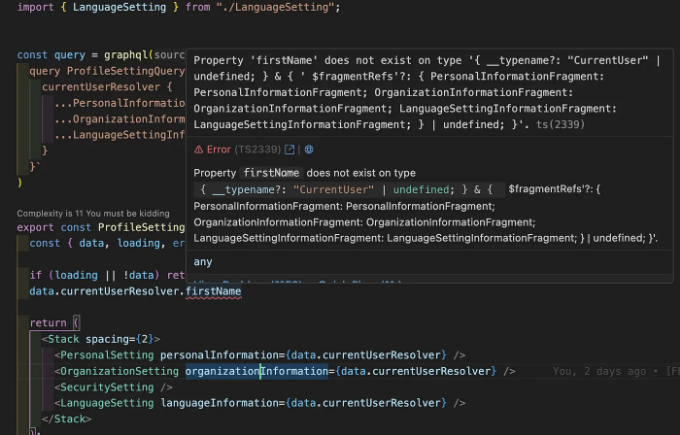 import { LanguageSetting } from "./LanguageSetting";
const query = graphql(
query ProfileSettingQuery
currentUserResolver {
...PersonalInformatio
...OrganizationInform
...LanguageSettingInf
}
}`
)
Property 'firstName' does not exist on type '{ __typename?: "CurrentUser" |
undefined; } & { ' $fragmentRefs'?: { PersonalInformationFragment:
PersonalInformationFragment; OrganizationInformationFragment:
OrganizationInformationFragment; LanguageSettingInformationFragment:
LanguageSettingInformationFragment; } | undefined; }'. ts(2339)
Error (TS2339) |
Property firstName does not exist on type
{ __typename?: "CurrentUser" | undefined; } & { $fragmentRefs'?: {
PersonalInformationFragment: PersonalInformationFragment;
OrganizationInformationFragment: OrganizationInformationFragment;
LanguageSettingInformationFragment: LanguageSettingInformationFragment; } | undefined; }'.
any
Complexity is 11 You must be kidding
export const ProfileSetting
const { data, loading, er
if (loading || !data) ret
data.currentUserResolver.firstName
return (
<Stack spacing={2}>
<PersonalSetting personalInformation={data.currentUserResolver} />
<OrganizationSetting organizationInformation={data.currentUserResolver} /> You, 2 days ago • [F
<SecuritySetting />
<LanguageSetting languageInformation={data.currentUserResolver} />
</Stack>
);